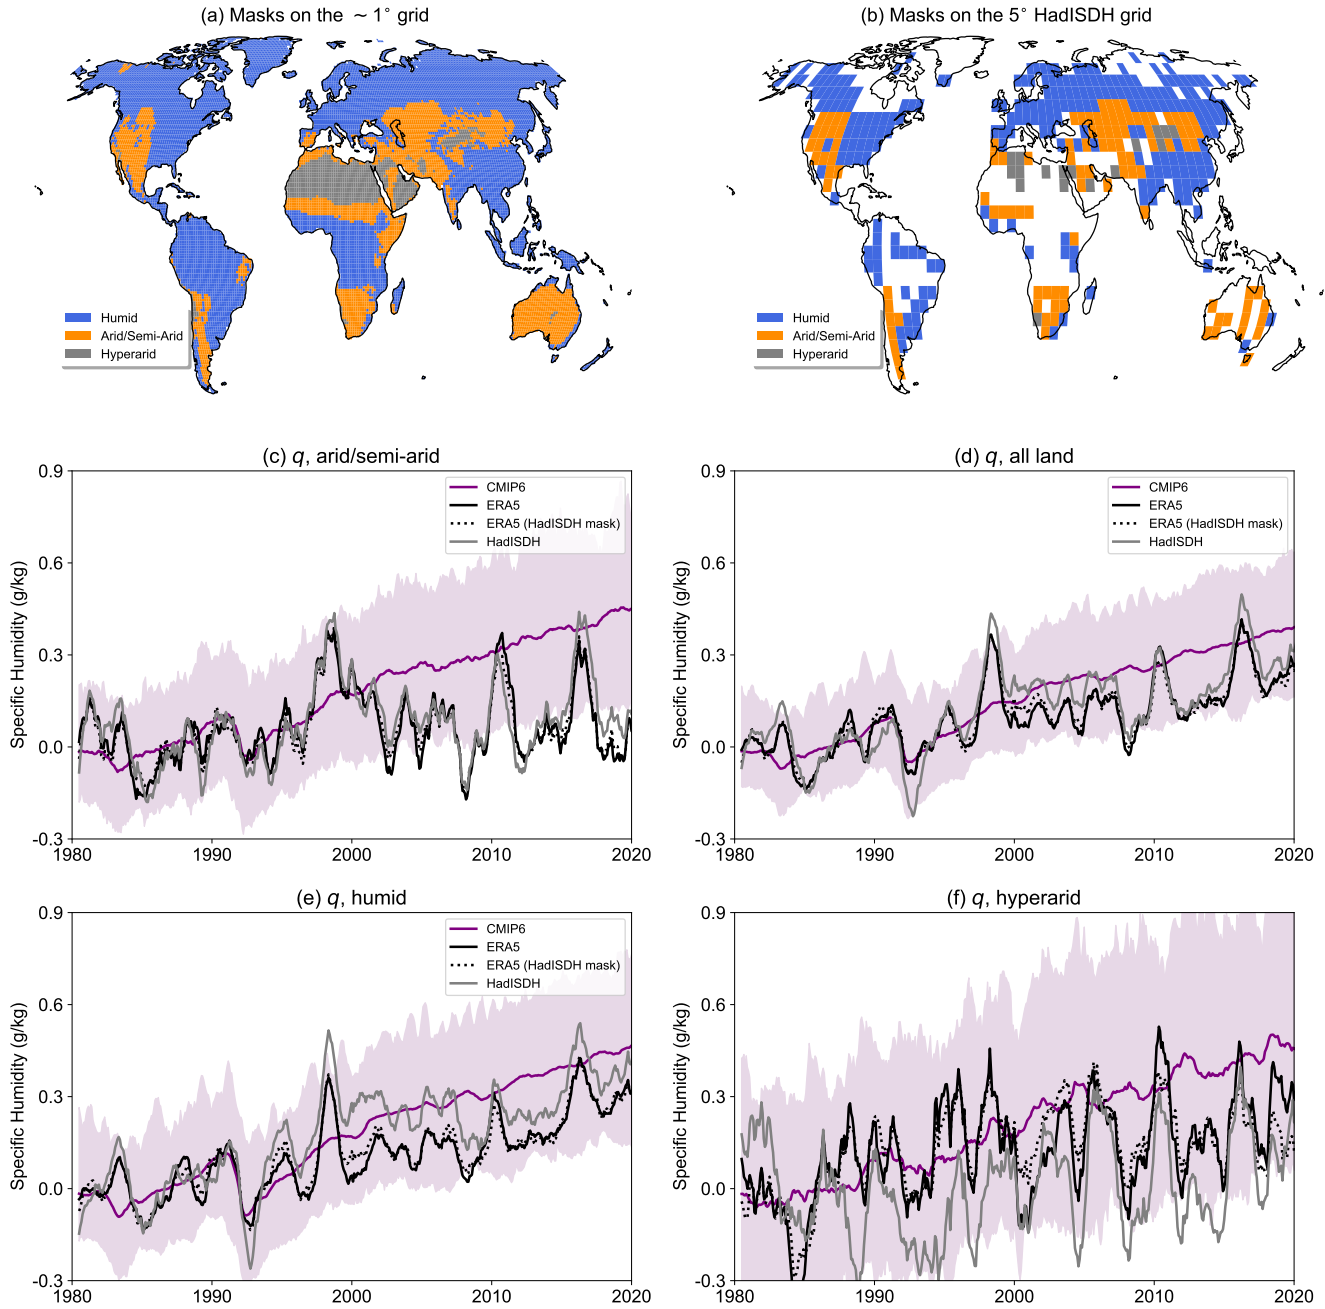 (a) Masks on the ~ 1° grid
(b) Masks on the 5° HadISDH grid
Humid
Arid/Semi-Arid
Hyperarid
Humid
Arid/Semi-Arid
Hyperarid
(c) q, arid/semi-arid
Specific Humidity (g/kg)
0.9
0.6
0.3
0.0
-0.3
1980
1990
2000
2010
2020
CMIP6
ERA5
ERA5 (HadISDH mask)
HadISDH
(d) q, all land
Specific Humidity (g/kg)
0.9
0.6
0.3
0.0
-0.3
1980
1990
2000
2010
2020
CMIP6
ERA5
ERA5 (HadISDH mask)
HadISDH
(e) q, humid
Specific Humidity (g/kg)
0.9
0.6
0.3
0.0
-0.3
1980
1990
2000
2010
2020
CMIP6
ERA5
ERA5 (HadISDH mask)
HadISDH
(f) q, hyperarid
Specific Humidity (g/kg)
0.9
0.6
0.3
0.0
-0.3
1980
1990
2000
2010
2020